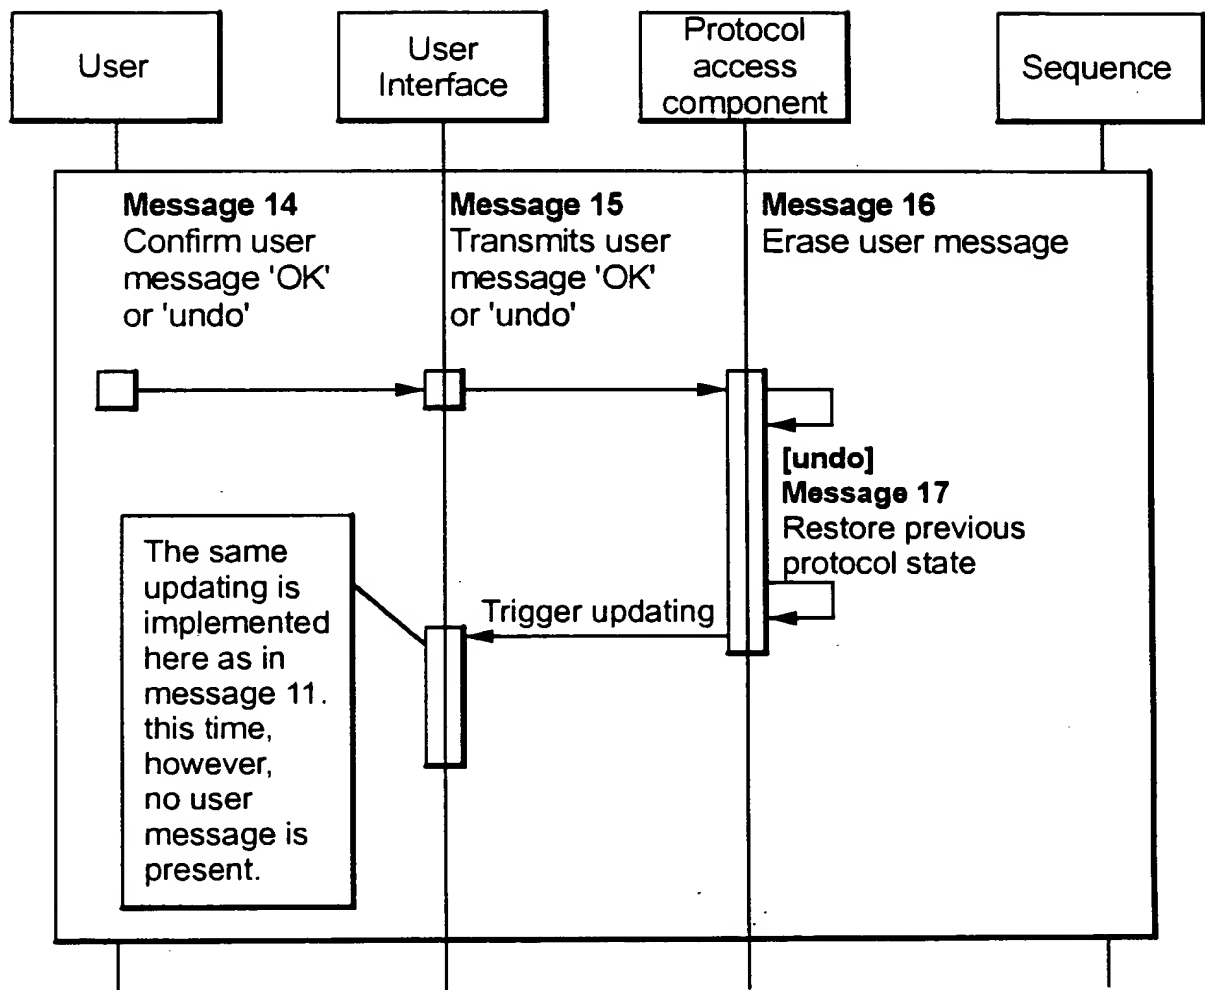 User
User
Interface
Protocol
access
component
Sequence
Message 14
Confirm user
message 'OK'
or 'undo'
Message 15
Transmits user
message 'OK'
or 'undo'
Message 16
Erase user message
[undo]
Message 17
Restore previous
protocol state
The same
updating is
implemented
here as in
message 11.
this time,
however,
no user
message is
present.
Trigger updating